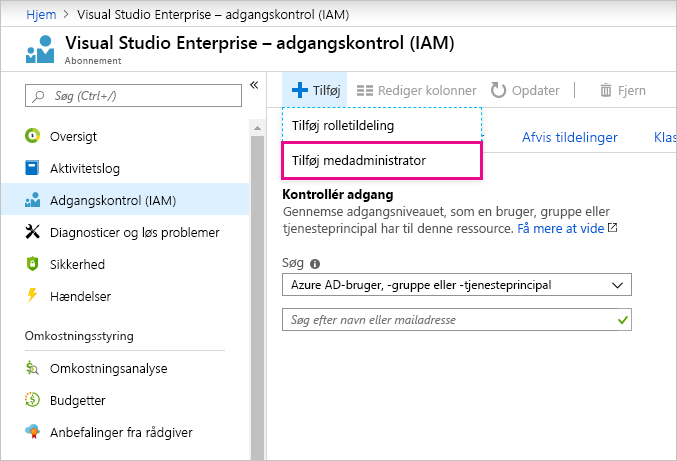 Hjem > Visual Studio Enterprise – adgangskontrol (IAM)
Visual Studio Enterprise – adgangskontrol (IAM)
Abonnement
Søg (Ctrl+/)
«
Oversigt
Aktivitetslog
Adgangskontrol (IAM)
Diagnosticer og løs problemer
Sikkerhed
Hændelser
Omkostningsstyring
Omkostningsanalyse
Budgetter
Anbefalinger fra rådgiver
Tilføj Rediger kolonner Opdater Fjern
Tilføj rolletildeling
Tilføj medadministrator
Afvis tildelinger Klas
Kontrollér adgang
Gennemse adgangsniveauet, som en bruger, gruppe eller
tjenesteprincipal har til denne ressource. Få mere at vide
Søg
Azure AD-bruger, -gruppe eller -tjenesteprincipal
Søg efter navn eller mailadresse